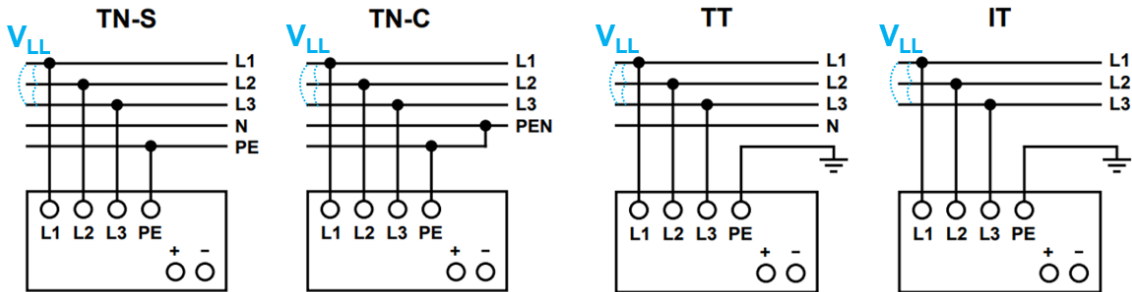 TN-S TN-C TT IT
VLL VLL VLL VLL
L1 L1 L1 L1
L2 L2 L2 L2
L3 L3 L3 L3
N PEN N
PE
L1 L2 L3 PE L1 L2 L3 PE L1 L2 L3 PE L1 L2 L3 PE
+ − + − + − + −